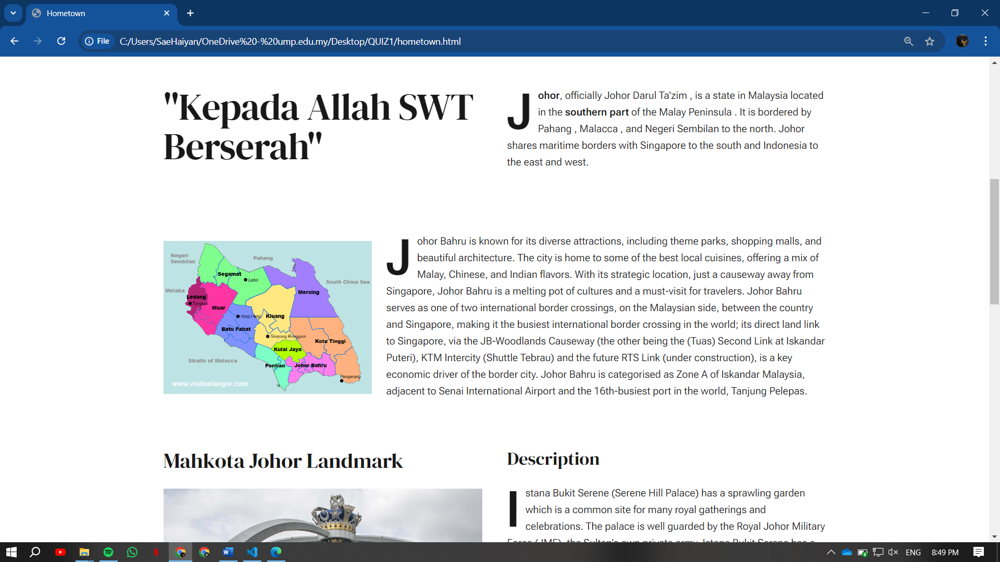 Hometown
File
C:/Users/SaeHaiyan/OneDrive%20-%20ump.edu.my/Desktop/QUIZ1/hometown.html
"Kepada Allah SWT
Berserah"
Johor, officially Johor Darul Ta'zim , is a state in Malaysia located
in the southern part of the Malay Peninsula . It is bordered by
Pahang , Malacca , and Negeri Sembilan to the north. Johor
shares maritime borders with Singapore to the south and Indonesia to
the east and west.
Negeri
Sembilan
Pahang
Segamat
Labis
South China Sea
Melaka
Mersing
Ledang
Tangkak
Muar
Yong Peng
Kluang
Batu Pahat
Simpang Renggam
Kota Tinggi
Kulai Jaya
Straits of Malacca
Pontian
Johor Bahru
Pengerang
www.visitselangor.com
Johor Bahru is known for its diverse attractions, including theme parks, shopping malls, and
beautiful architecture. The city is home to some of the best local cuisines, offering a mix of
Malay, Chinese, and Indian flavors. With its strategic location, just a causeway away from
Singapore, Johor Bahru is a melting pot of cultures and a must-visit for travelers. Johor Bahru
serves as one of two international border crossings, on the Malaysian side, between the country
and Singapore, making it the busiest international border crossing in the world; its direct land link
to Singapore, via the JB-Woodlands Causeway (the other being the (Tuas) Second Link at Iskandar
Puteri), KTM Intercity (Shuttle Tebrau) and the future RTS Link (under construction), is a key
economic driver of the border city. Johor Bahru is categorised as Zone A of Iskandar Malaysia,
adjacent to Senai International Airport and the 16th-busiest port in the world, Tanjung Pelepas.
Mahkota Johor Landmark
Description
Istana Bukit Serene (Serene Hill Palace) has a sprawling garden
which is a common site for many royal gatherings and
celebrations. The palace is well guarded by the Royal Johor Military
Force (JMF), the Sultan's own private army. Istana Bukit Serene has a
ENG
8:49 PM